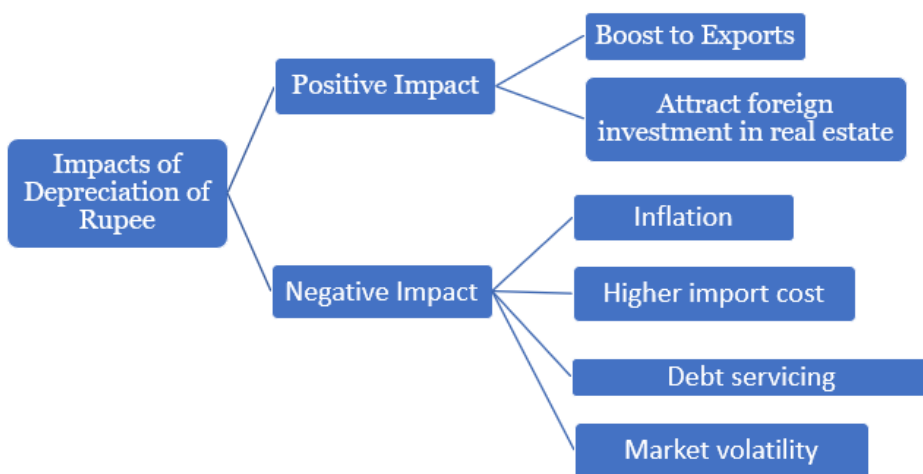 Impacts of
Depreciation of
Rupee
Positive Impact
Boost to Exports
Attract foreign
investment in real estate
Negative Impact
Inflation
Higher import cost
Debt servicing
Market volatility